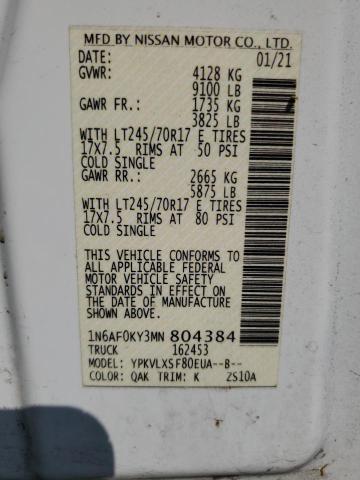 MFD BY NISSAN MOTOR CO., LTD.
DATE: 01/21
GVWR: 4128 KG
9100 LB
GAWR FR.: 1735 KG
3825 LB
WITH LT245/70R17 E TIRES
17X7.5 RIMS AT 50 PSI
COLD SINGLE
GAWR RR.: 2665 KG
5875 LB
WITH LT245/70R17 E TIRES
17X7.5 RIMS AT 80 PSI
COLD SINGLE
THIS VEHICLE CONFORMS TO
ALL APPLICABLE FEDERAL
MOTOR VEHICLE SAFETY
STANDARDS IN EFFECT ON
THE DATE OF MANUFACTURE
SHOWN ABOVE.
1N6AF0KY3MN 804384
TRUCK 162453
MODEL: YPKVLXSF80EUA--B--
COLOR: QAK TRIM: K ZS10A